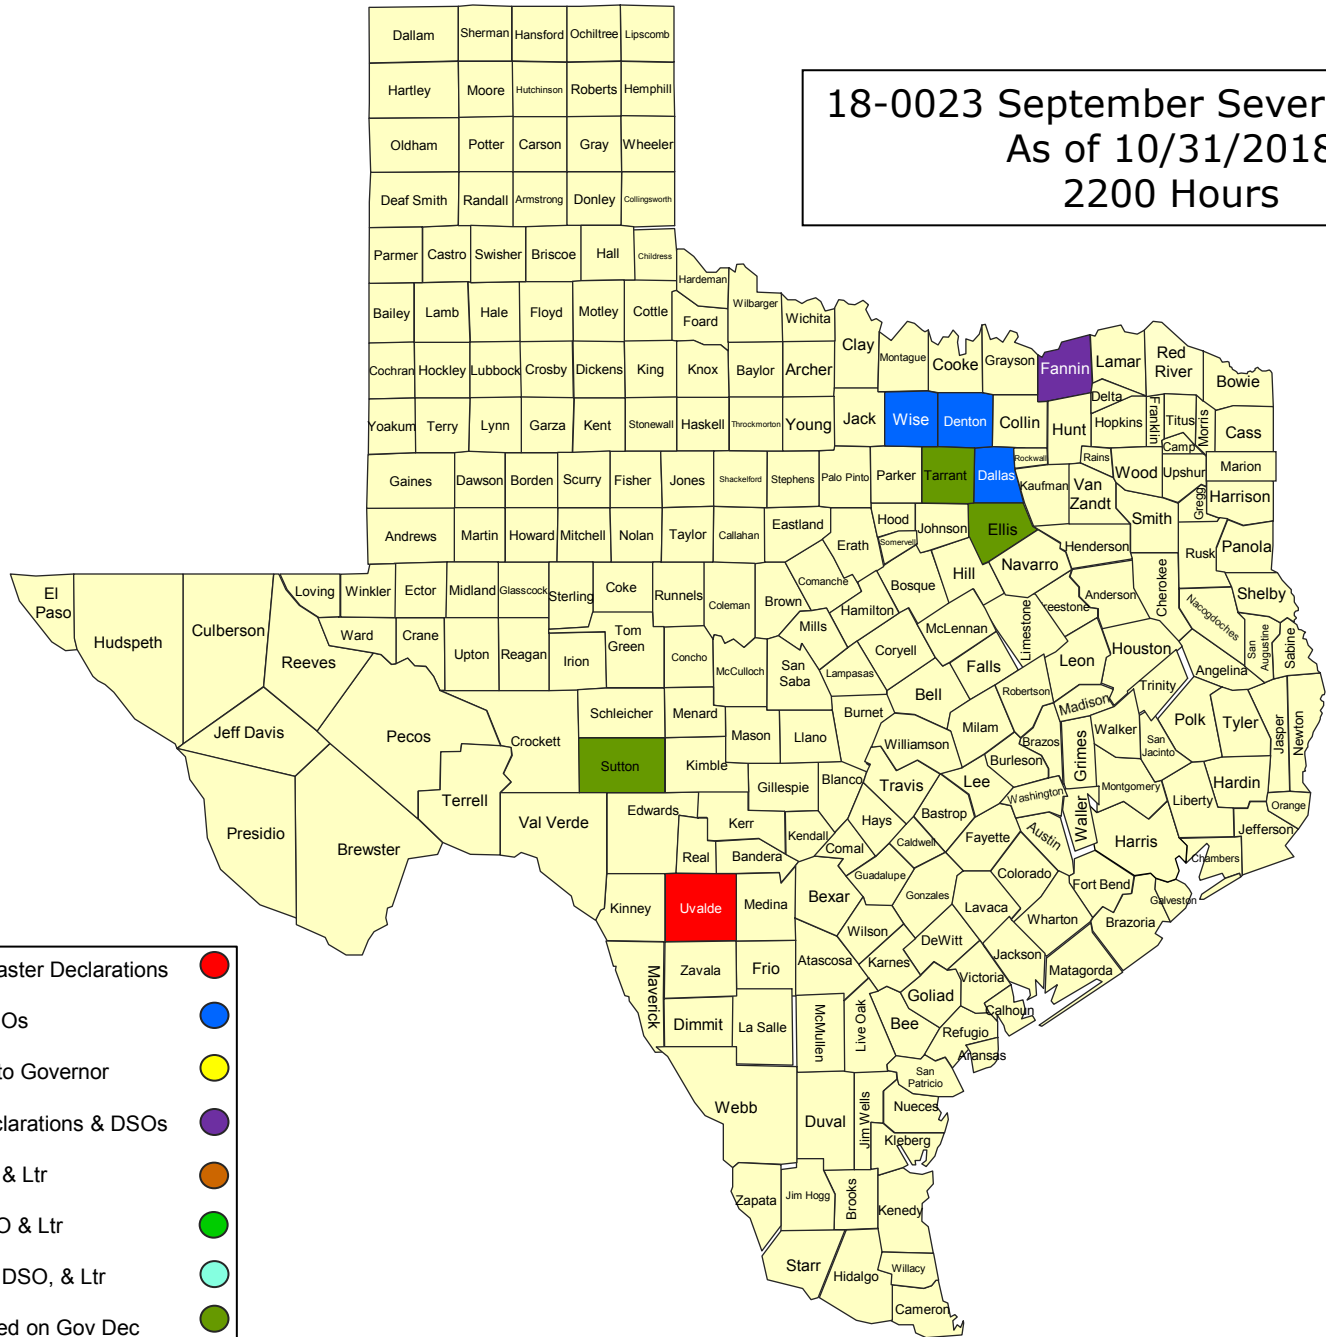 Dallam Sherman Hansford Ochiltree Lipscomb
Hartley Moore Hutchinson Roberts Hemphill
18-0023 September Sever
As of 10/31/2018
2200 Hours
Oldham Potter Carson Gray Wheeler
Deaf Smith Randall Armstrong Donley Collingsworth
Parmer Castro Swisher Briscoe Hall Childress
Hardeman
Bailey Lamb Hale Floyd Motley Cottle Foard Wilbarger Wichita
Clay Montague Cooke Grayson Fannin Lamar Red River Bowie
Cochran Hockley Lubbock Crosby Dickens King Knox Baylor Archer
Delta
Yoakum Terry Lynn Garza Kent Stonewall Haskell Throckmorton Young Jack Wise Denton Collin Hunt Hopkins Franklin Titus Morris Cass
Camp
Rockwall Rains
Gaines Dawson Borden Scurry Fisher Jones Shackelford Stephens Palo Pinto Parker Tarrant Dallas Kaufman Van Zandt Wood Upshur Marion
Gregg Harrison
Andrews Martin Howard Mitchell Nolan Taylor Callahan Eastland Erath Hood Somervell Johnson Ellis Henderson Smith Rusk Panola
El Paso Hudspeth Culberson Loving Winkler Ector Midland Glasscock Sterling Coke Runnels Coleman Brown Comanche Hamilton Bosque Hill Navarro Freestone Anderson Cherokee Nacogdoches Shelby
Reeves Ward Crane Upton Reagan Irion Tom Green Concho McCulloch San Saba Mills Lampasas Coryell McLennan Limestone Falls Leon Houston Angelina San Augustine Sabine
Jeff Davis Pecos Crockett Schleicher Menard Mason Llano Burnet Bell Milam Robertson Madison Trinity Walker San Jacinto Polk Tyler Jasper Newton
Presidio Brewster Terrell Sutton Kimble Gillespie Blanco Williamson Travis Lee Burleson Brazos Grimes Washington Montgomery Liberty Hardin Orange
Val Verde Edwards Kerr Real Bandera Kendall Comal Hays Caldwell Bastrop Fayette Austin Waller Harris Chambers Jefferson
Kinney Uvalde Medina Bexar Guadalupe Gonzales Lavaca Colorado Wharton Fort Bend Brazoria Galveston
Maverick Zavala Frio Atascosa Wilson Karnes DeWitt Jackson Matagorda
Dimmit La Salle McMullen Live Oak Bee Goliad Victoria Calhoun Refugio Aransas
San Patricio
Webb Duval Jim Wells Nueces Kleberg
Zapata Jim Hogg Brooks Kenedy
Starr Hidalgo Willacy
Cameron
aster Declarations
Os
to Governor
clarations & DSOs
& Ltr
O & Ltr
DSO, & Ltr
ed on Gov Dec